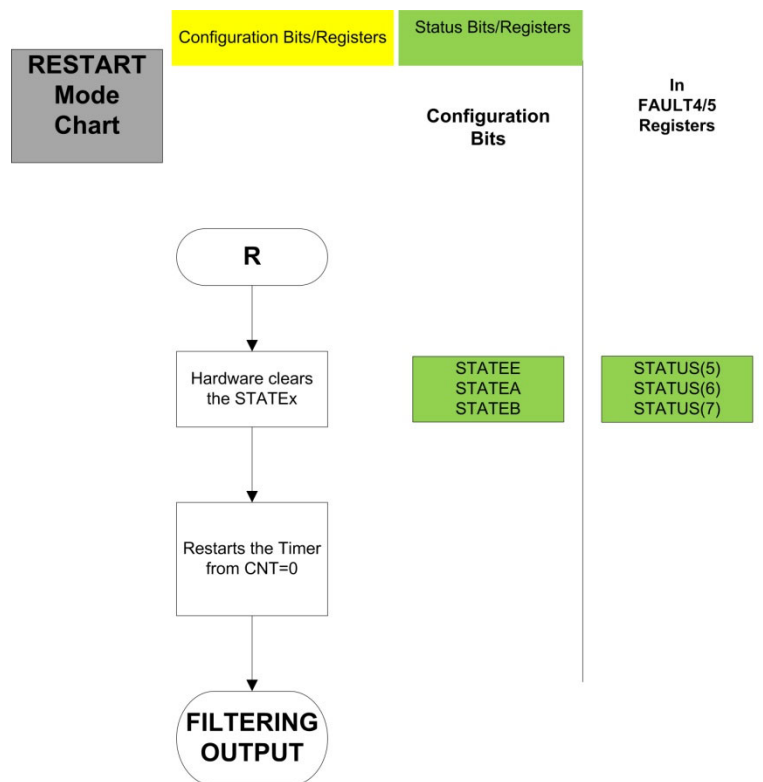 Configuration Bits/Registers
Status Bits/Registers
RESTART
Mode
Chart
Configuration
Bits
In
FAULT4/5
Registers
R
Hardware clears
the STATEx
STATEE
STATEA
STATEB
STATUS(5)
STATUS(6)
STATUS(7)
Restarts the Timer
from CNT=0
FILTERING
OUTPUT